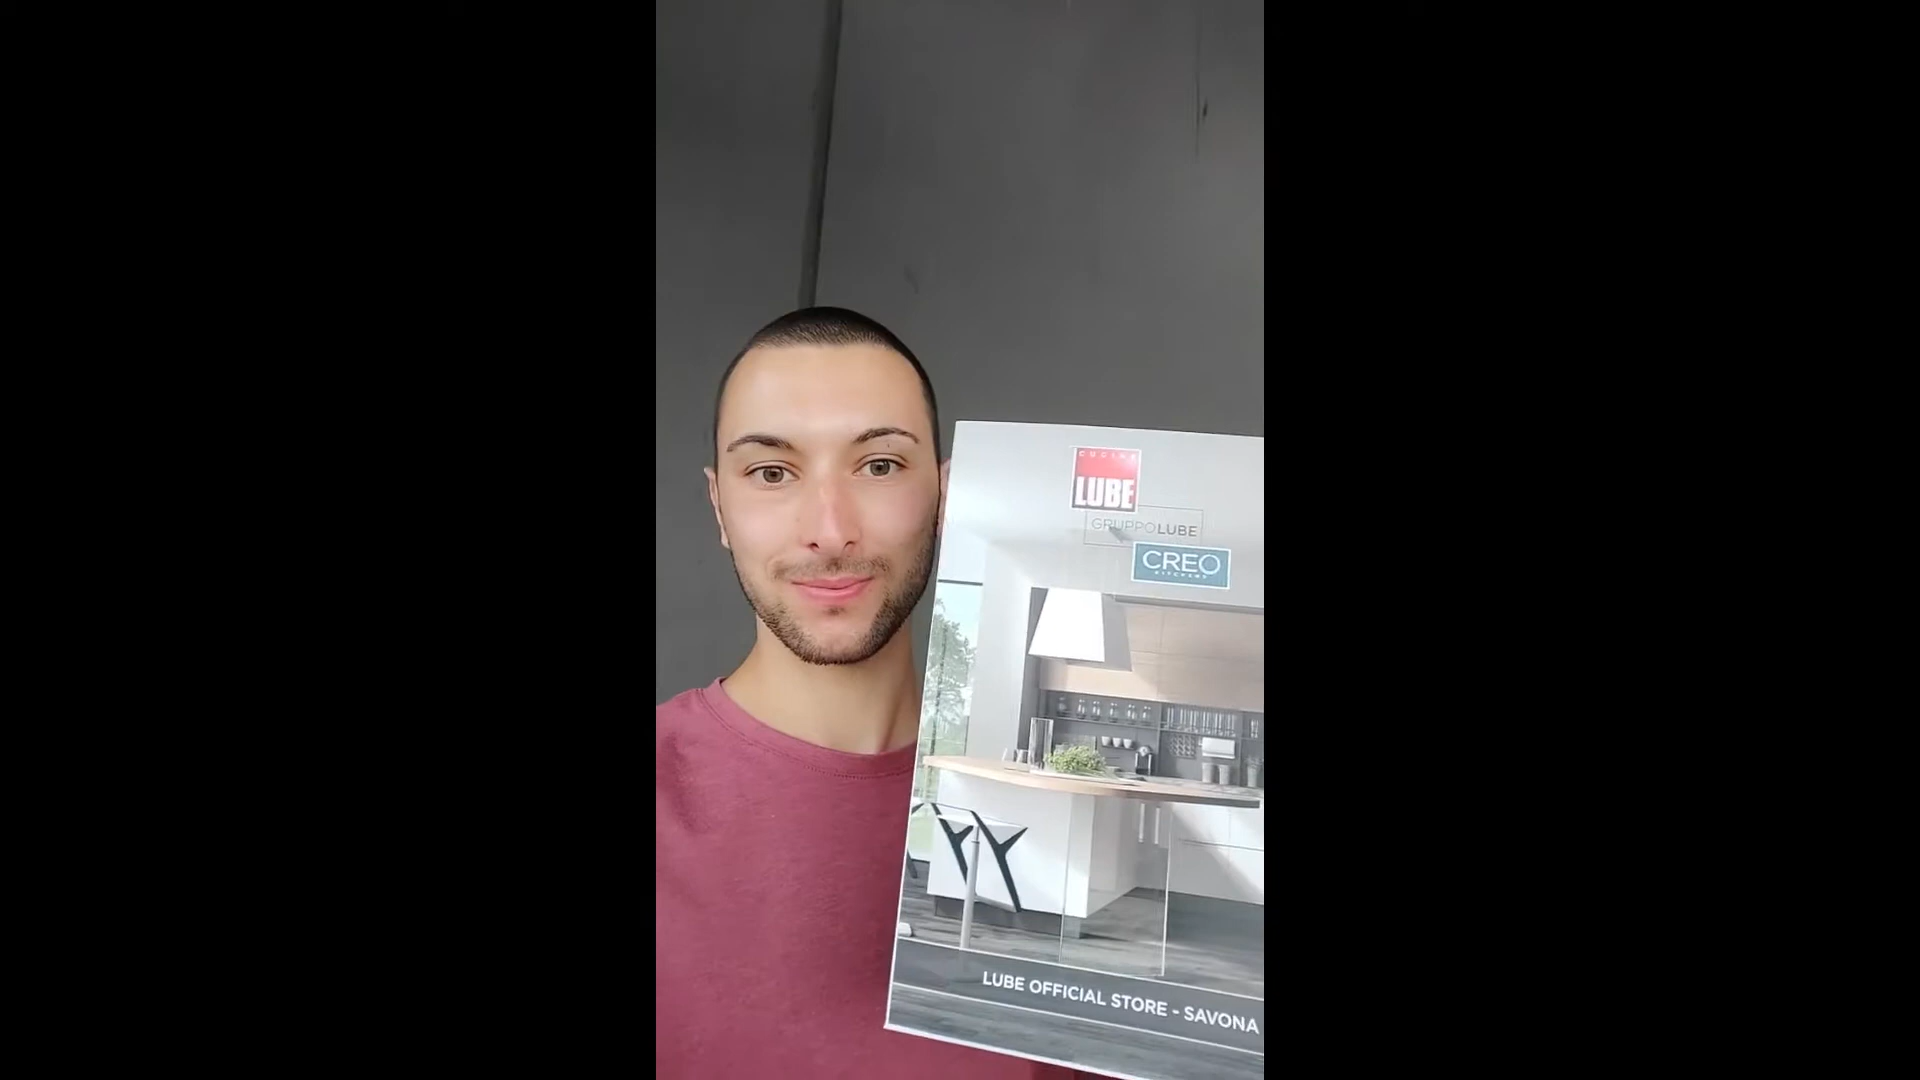 CUCINE
LUBE
GRUPPOLUBE
CREO
KITCHENS
LUBE OFFICIAL STORE - SAVONA